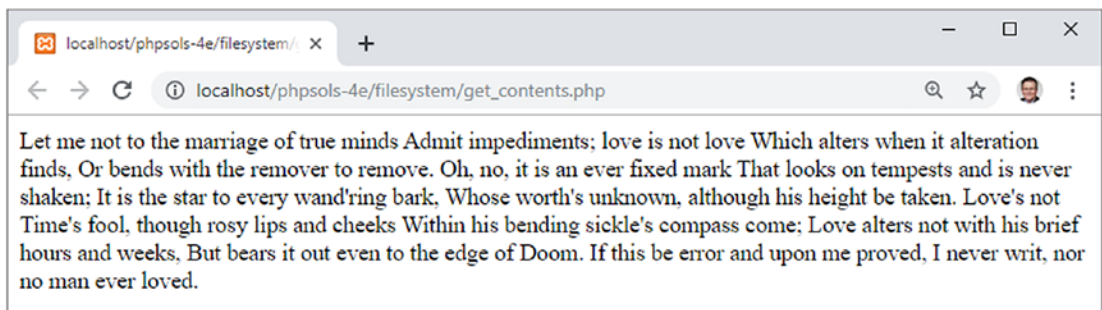 localhost/phpsols-4e/filesystem/
localhost/phpsols-4e/filesystem/get_contents.php
Let me not to the marriage of true minds Admit impediments; love is not love Which alters when it alteration
finds, Or bends with the remover to remove. Oh, no, it is an ever fixed mark That looks on tempests and is never
shaken; It is the star to every wand'ring bark, Whose worth's unknown, although his height be taken. Love's not
Time's fool, though rosy lips and cheeks Within his bending sickle's compass come; Love alters not with his brief
hours and weeks, But bears it out even to the edge of Doom. If this be error and upon me proved, I never writ, nor
no man ever loved.